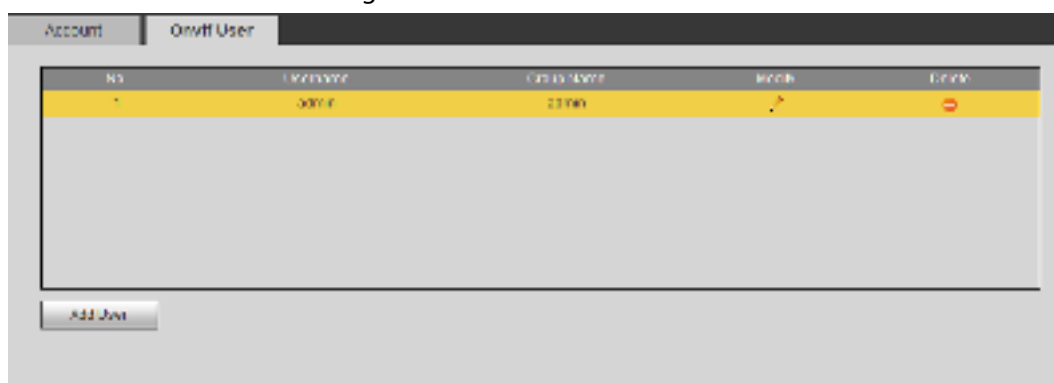 Account Onvif User
No. Username Group Name Modify Delete
1 admin admin
Add User